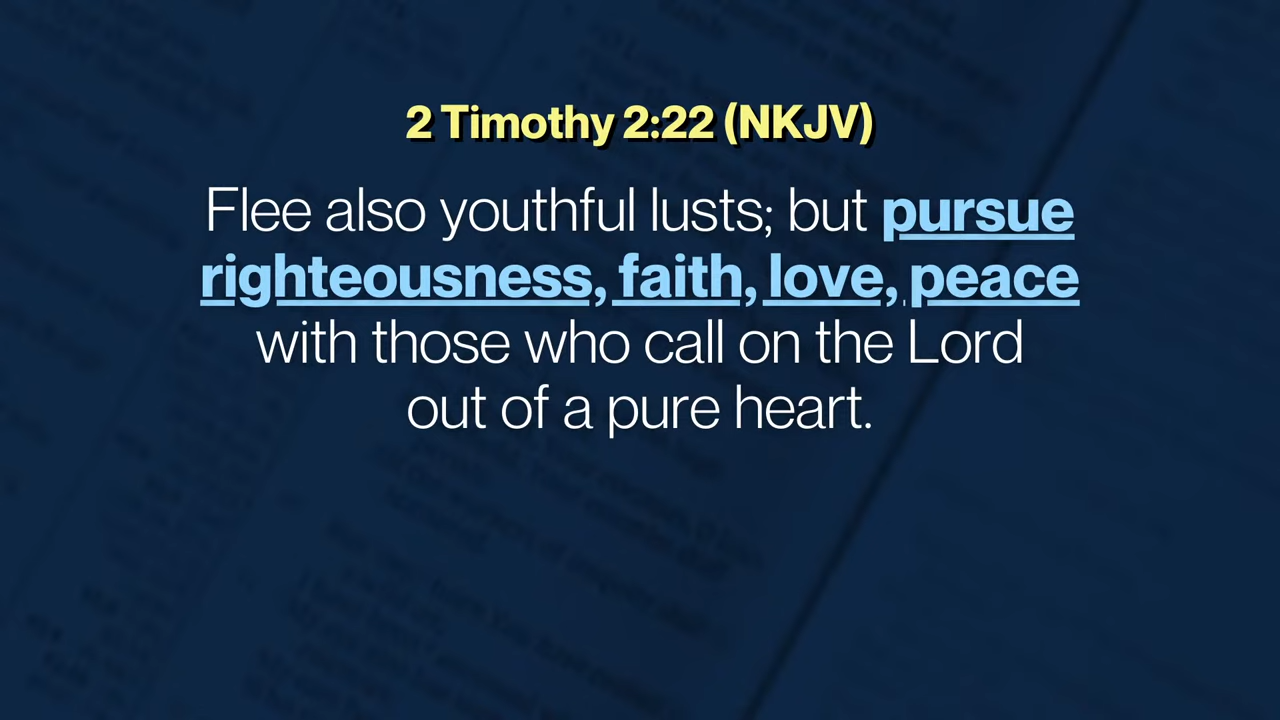 2 Timothy 2:22 (NKJV)
Flee also youthful lusts; but pursue
righteousness, faith, love, peace
with those who call on the Lord
out of a pure heart.